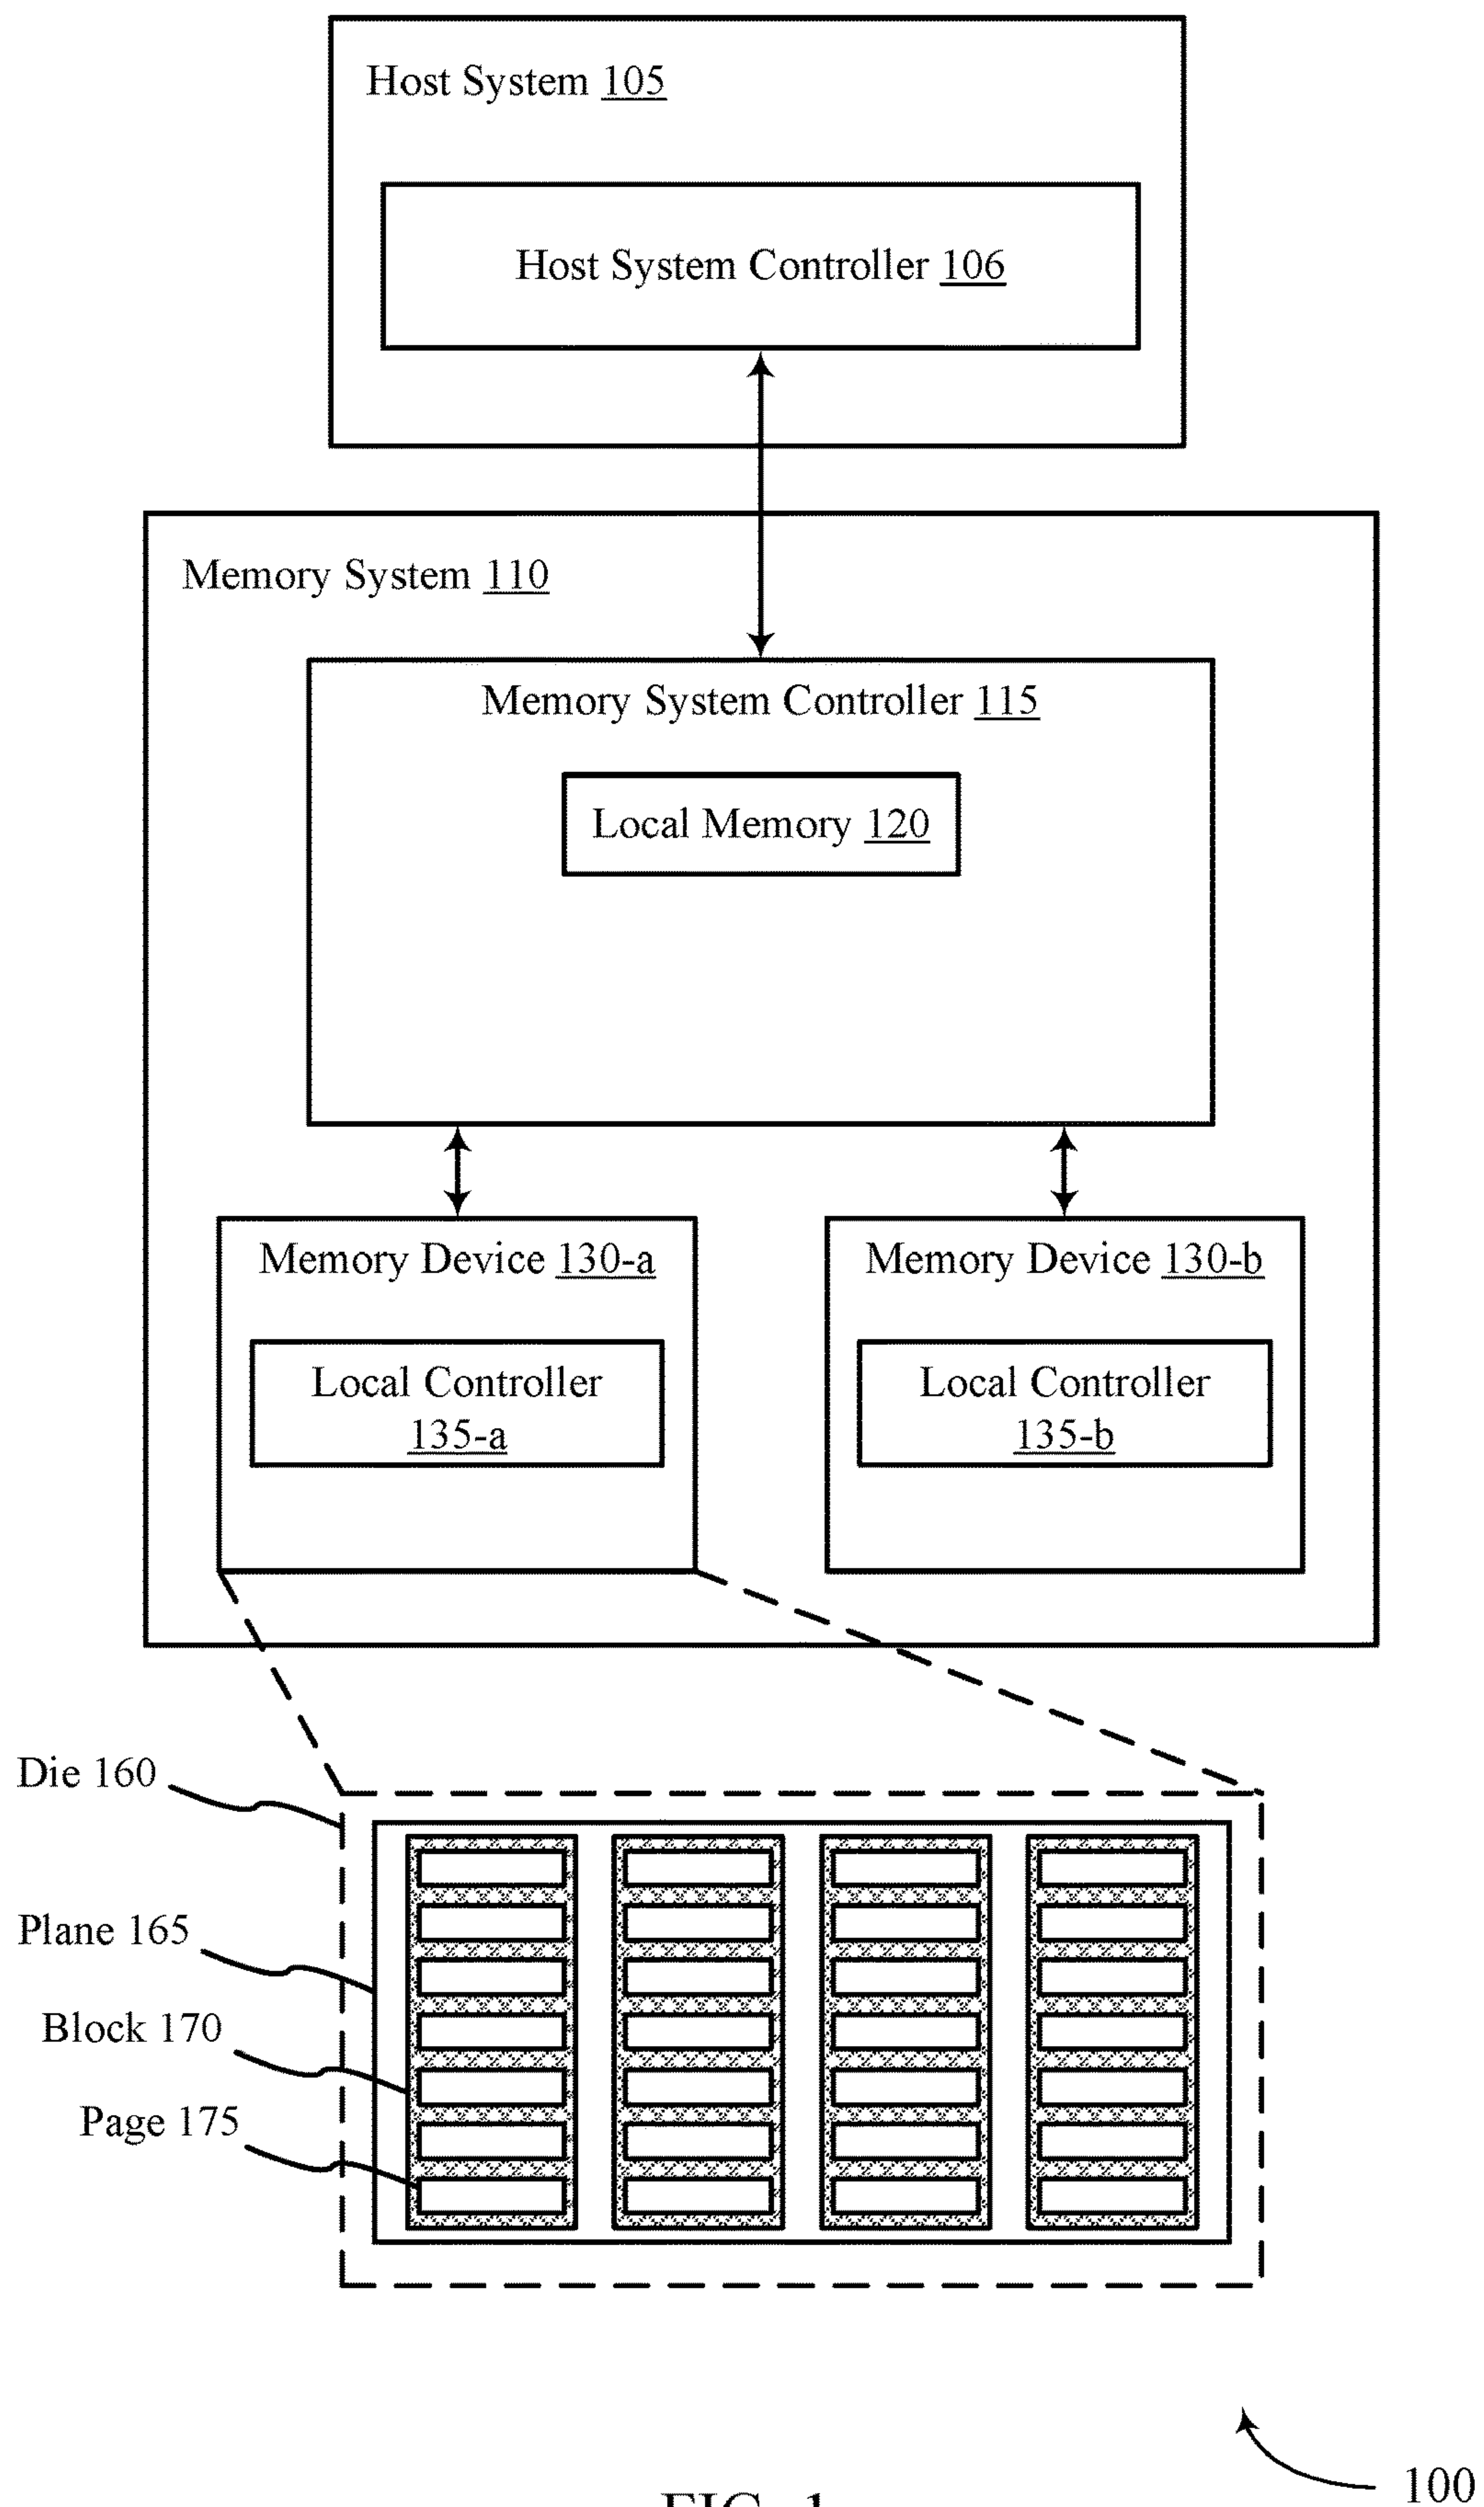 Host System 105
Host System Controller 106
Memory System 110
Memory System Controller 115
Local Memory 120
Memory Device 130-a
Local Controller
135-a
Memory Device 130-b
Local Controller
135-b
Die 160
Plane 165
Block 170
Page 175
100
FIG. 1